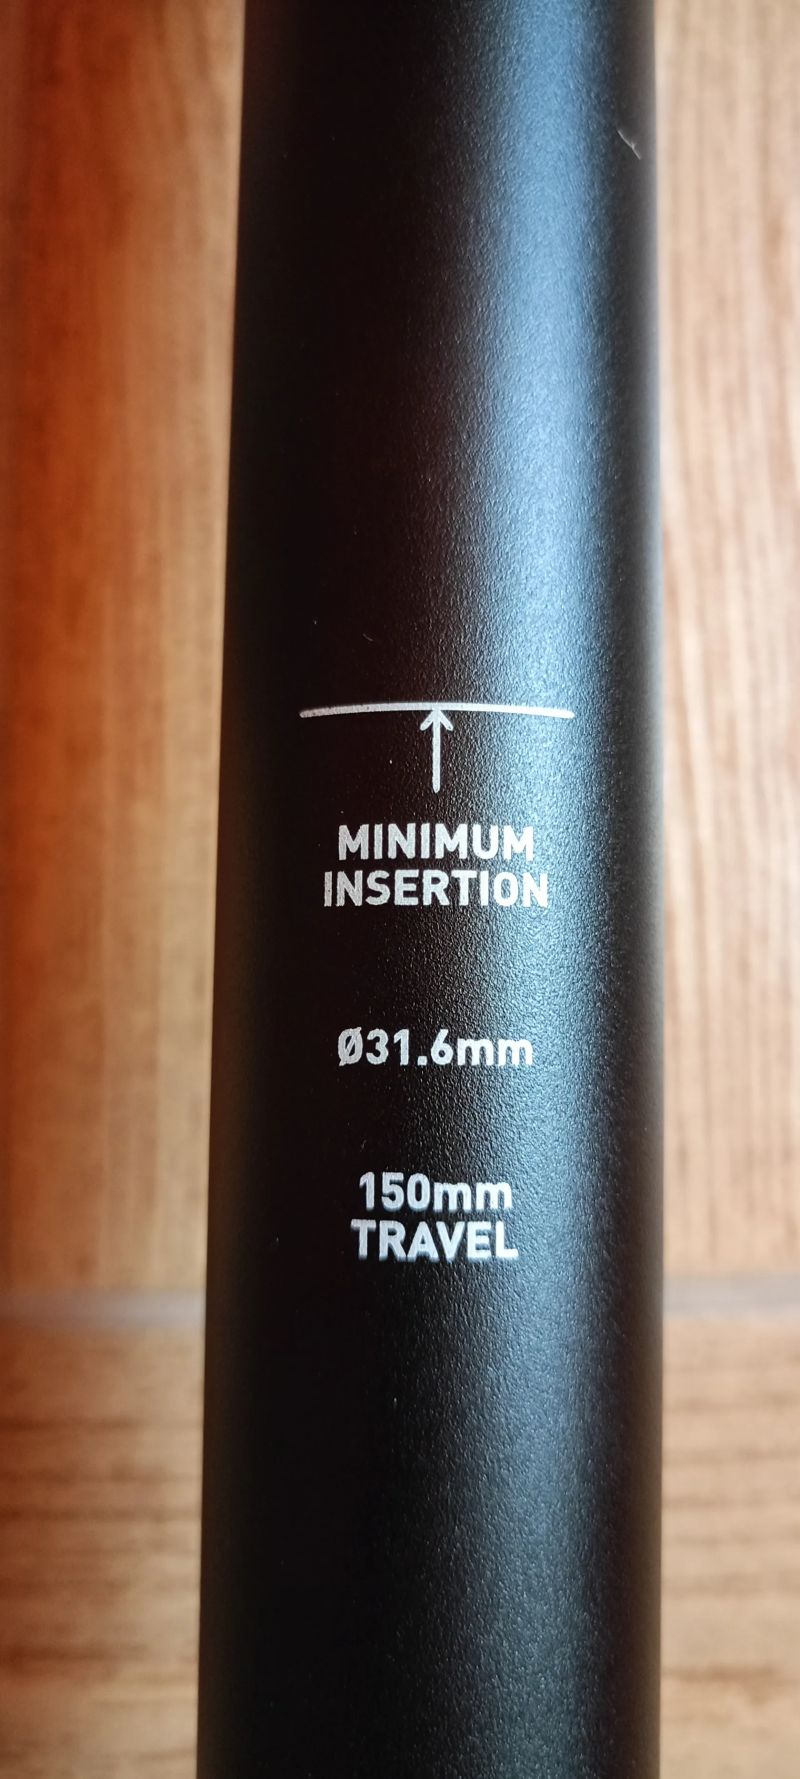 MINIMUM
INSERTION
Ø31.6mm
150mm
TRAVEL